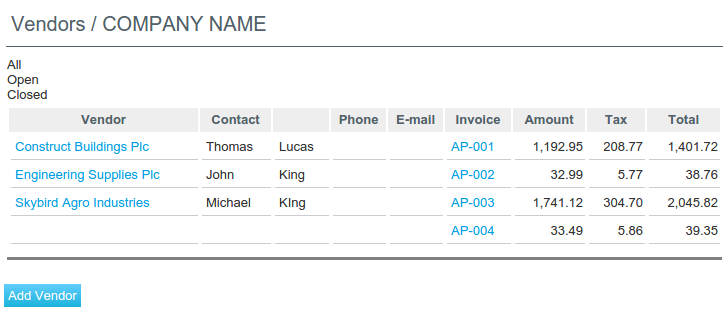 Vendors / COMPANY NAME
All
Open
Closed
Vendor Contact Phone E-mail Invoice Amount Tax Total
Construct Buildings Plc Thomas Lucas AP-001 1,192.95 208.77 1,401.72
Engineering Supplies Plc John King AP-002 32.99 5.77 38.76
Skybird Agro Industries Michael KIng AP-003 1,741.12 304.70 2,045.82
AP-004 33.49 5.86 39.35
Add Vendor